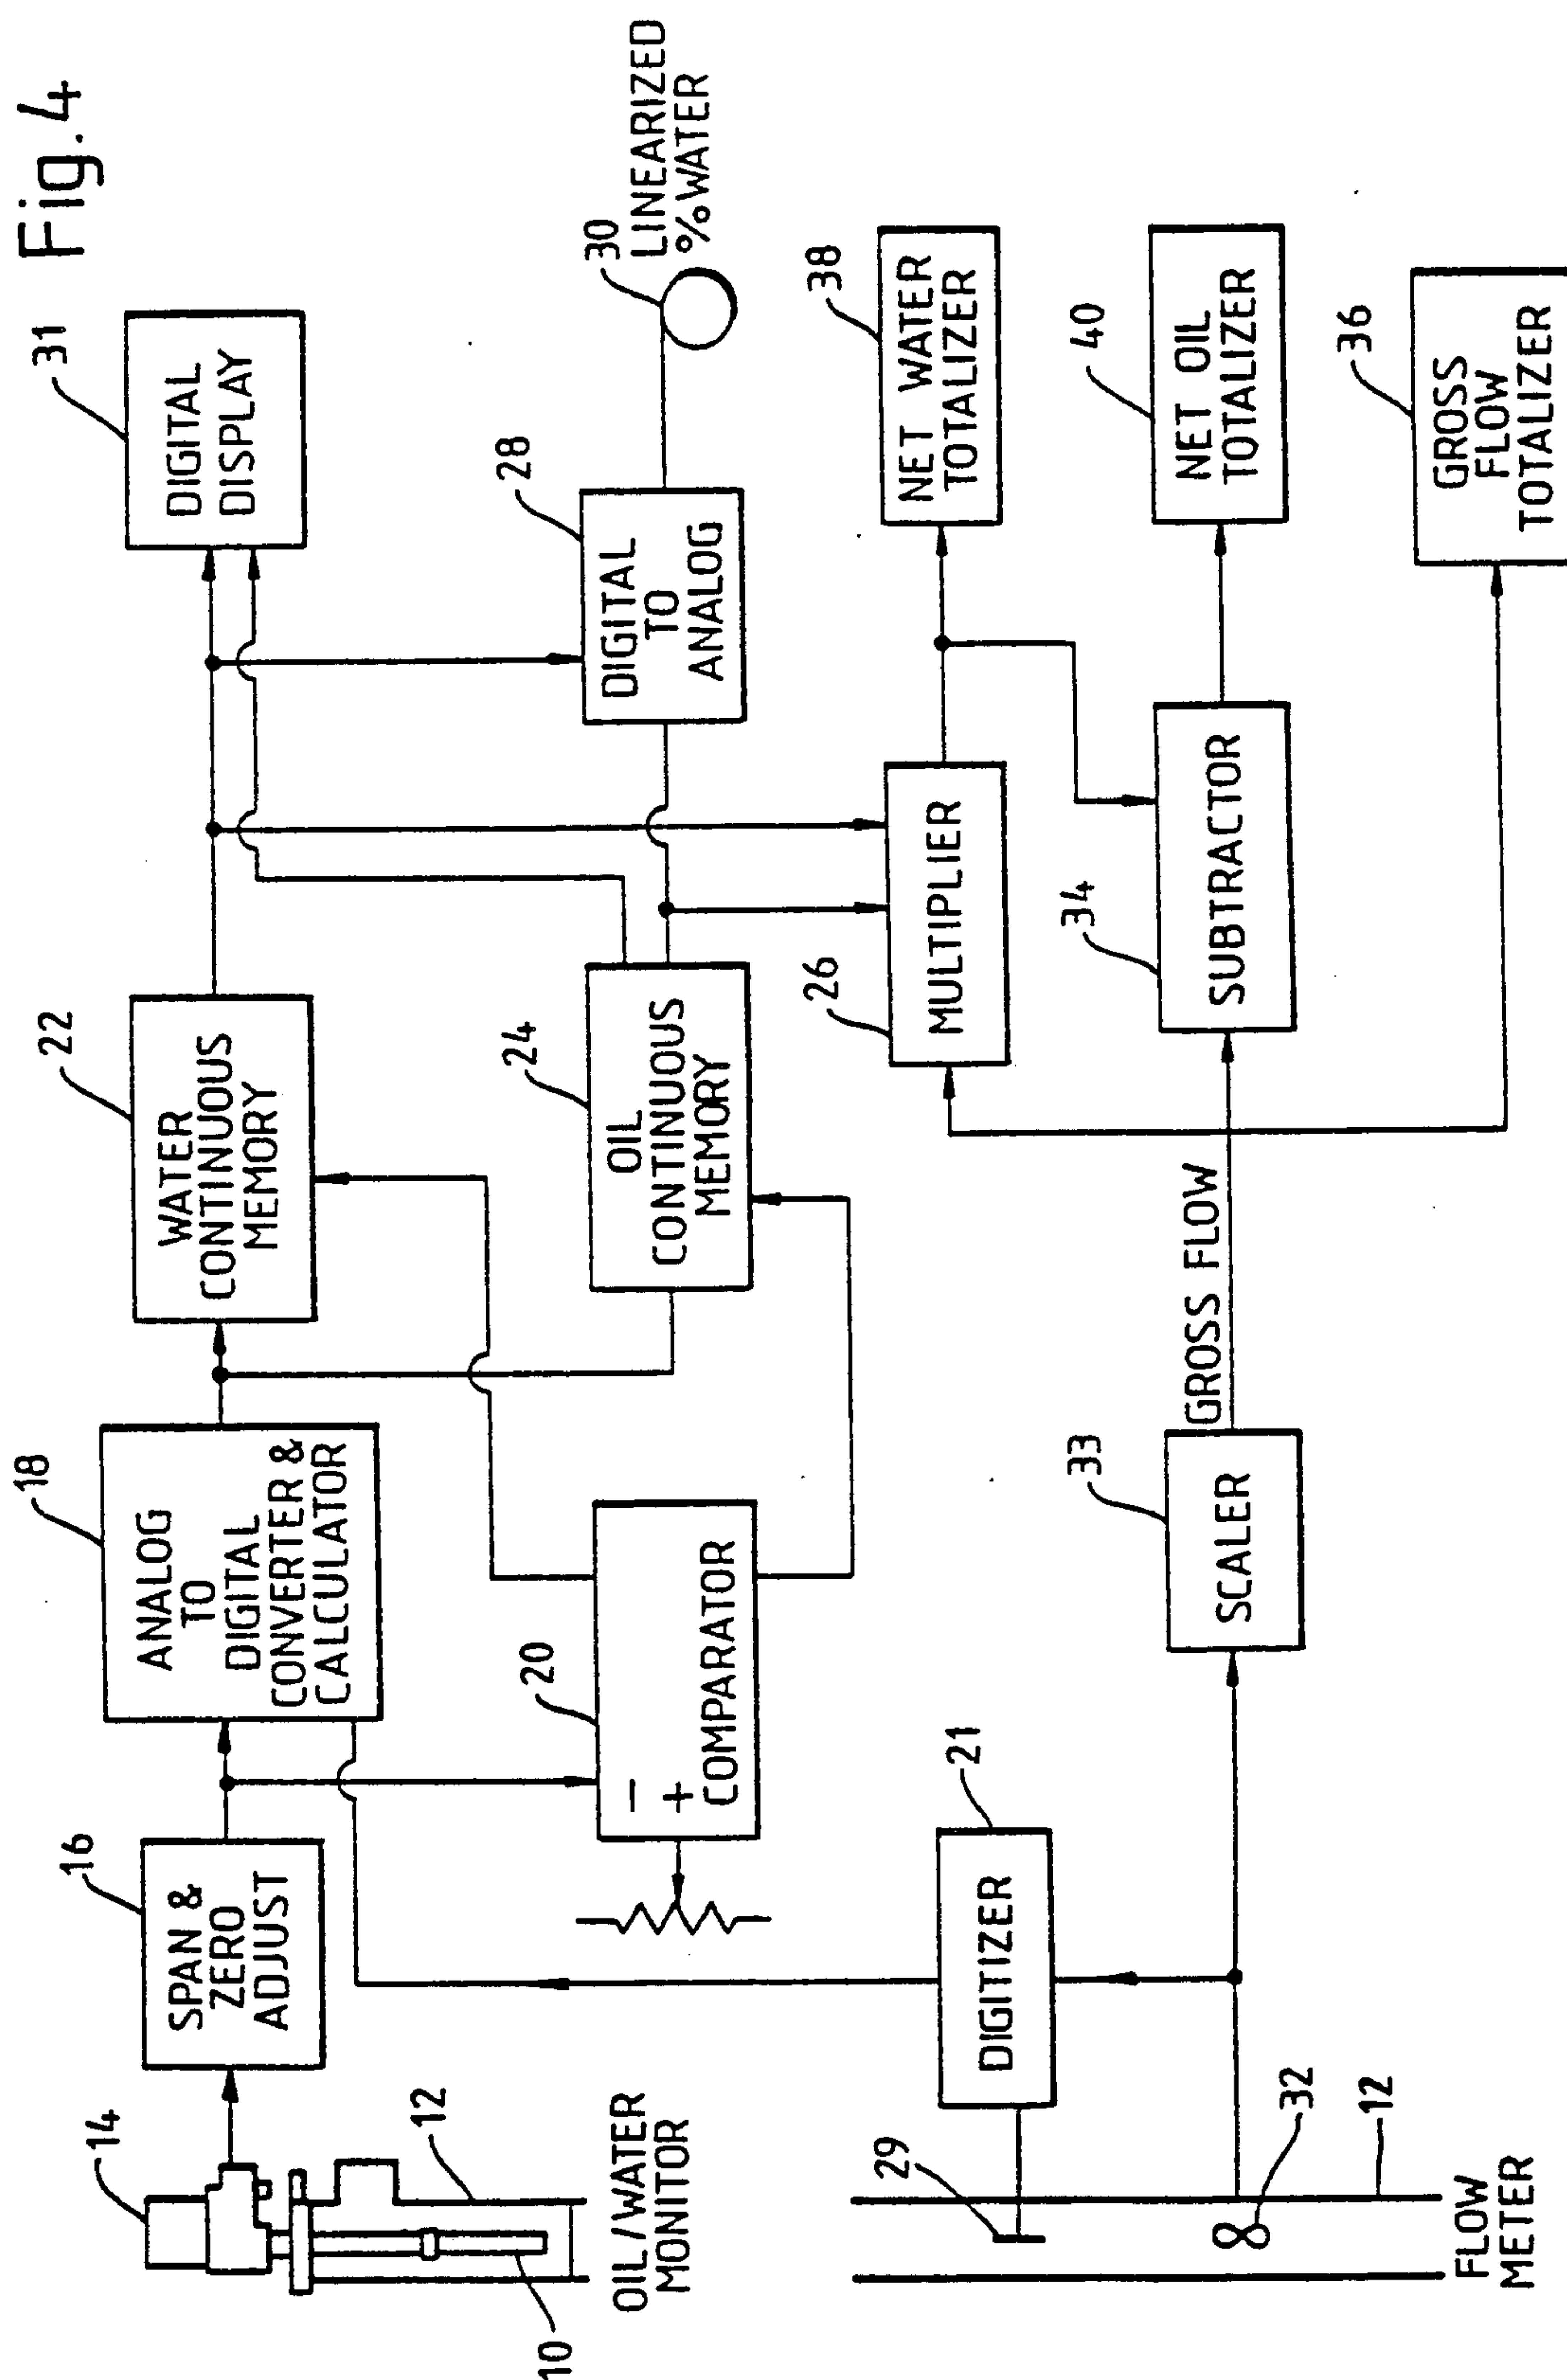 Fig.4
14
10
12
OIL/WATER
MONITOR
16
SPAN &
ZERO
ADJUST
18
ANALOG
TO
DIGITAL
CONVERTER &
CALCULATOR
22
WATER
CONTINUOUS
MEMORY
31
DIGITAL
DISPLAY
20
−
+
COMPARATOR
24
OIL
CONTINUOUS
MEMORY
28
DIGITAL
TO
ANALOG
30
LINEARIZED
%WATER
29
21
DIGITIZER
26
MULTIPLIER
38
NET WATER
TOTALIZER
32
12
FLOW
METER
33
SCALER
GROSS FLOW
34
SUBTRACTOR
40
NET OIL
TOTALIZER
36
GROSS
FLOW
TOTALIZER